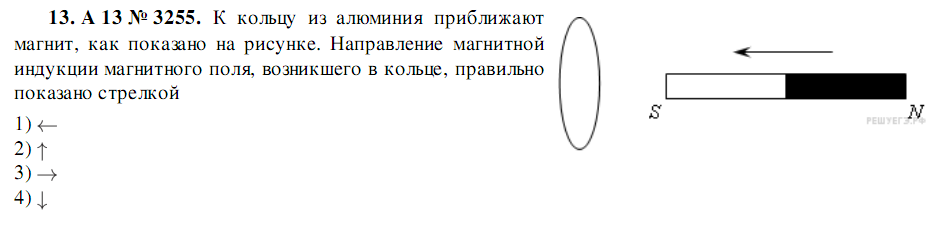 13. А 13 № 3255. К кольцу из алюминия приближают
магнит, как показано на рисунке. Направление магнитной
индукции магнитного поля, возникшего в кольце, правильно
показано стрелкой
1) ←
2) ↑
3) →
4) ↓
S
N
РЕШУЕГЭ.РФ